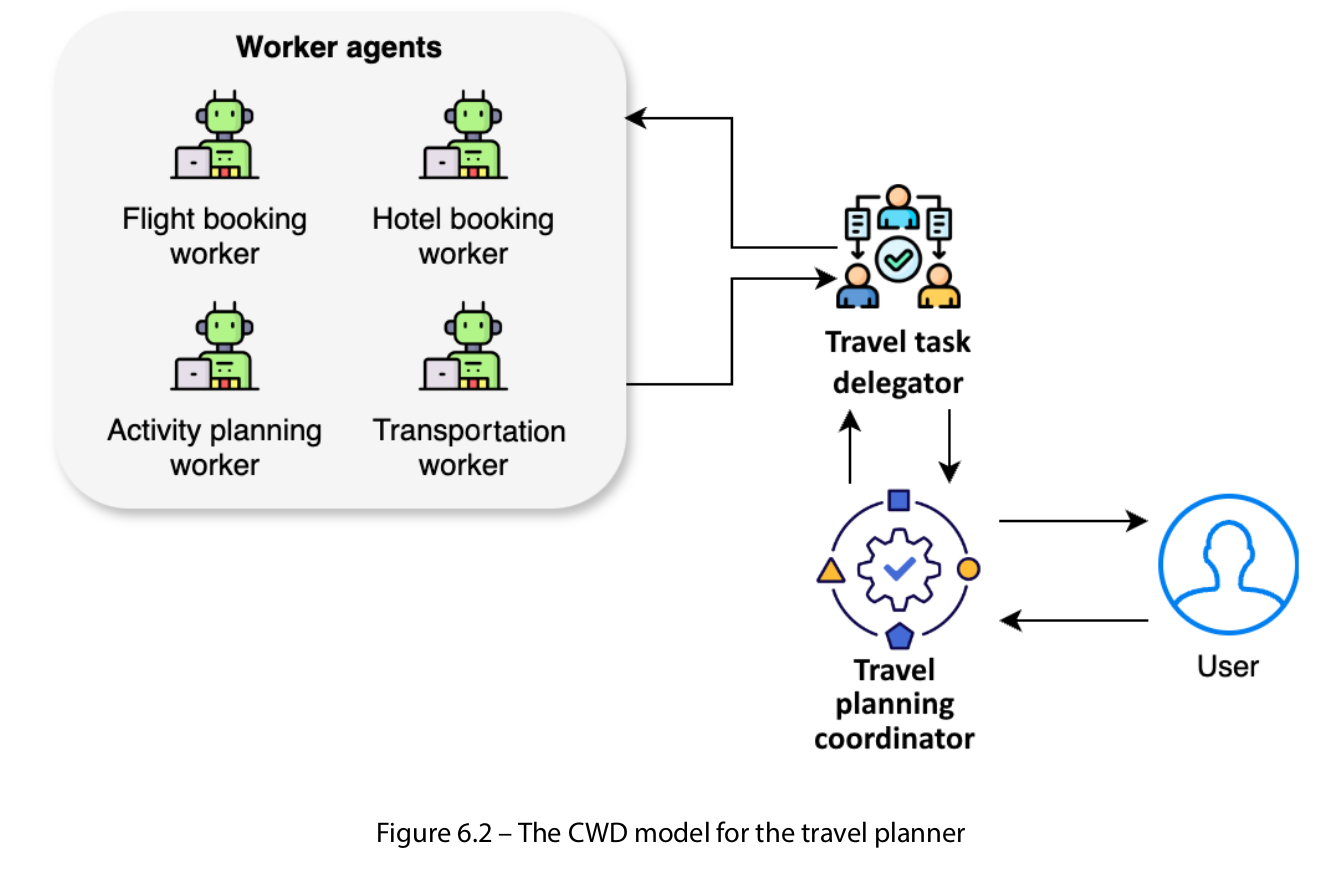 Worker agents
Flight booking
worker
Hotel booking
worker
Activity planning
worker
Transportation
worker
Travel task
delegator
Travel
planning
coordinator
User
Figure 6.2 – The CWD model for the travel planner